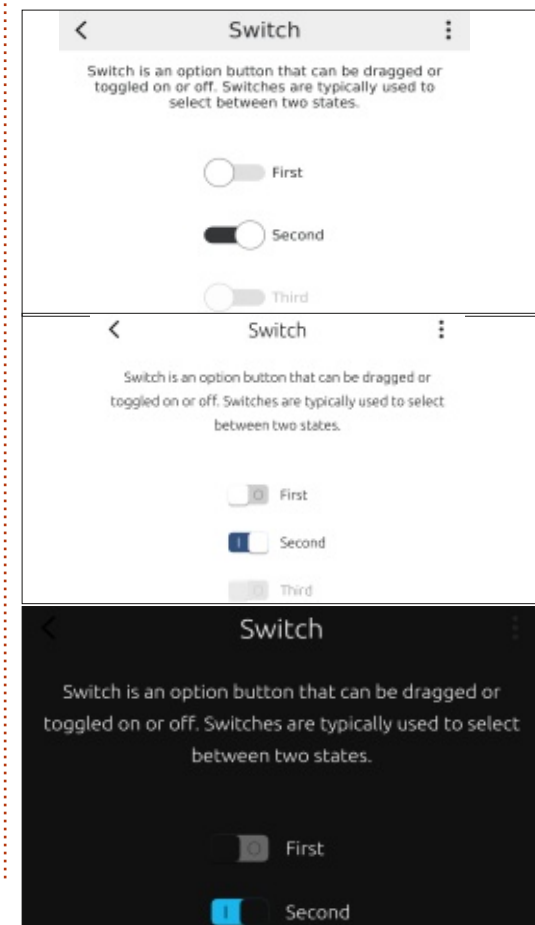 Switch
Switch is an option button that can be dragged or
toggled on or off. Switches are typically used to
select between two states.
First
Second
Third
Switch
Switch is an option button that can be dragged or
toggled on or off. Switches are typically used to select
between two states.
First
Second
Third
Switch
Switch is an option button that can be dragged or
toggled on or off. Switches are typically used to select
between two states.
First
Second